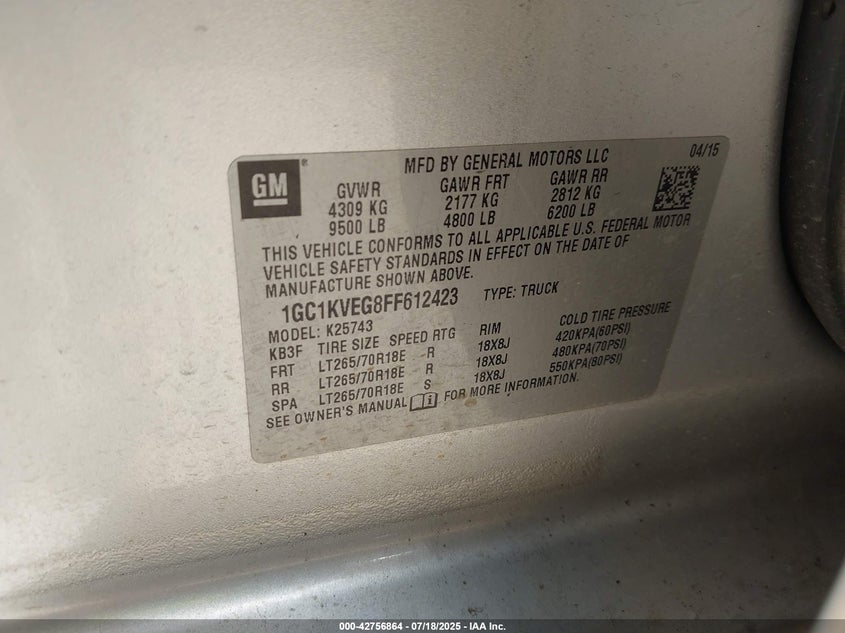 GM
®
MFD BY GENERAL MOTORS LLC 04/15
GVWR GAWR FRT GAWR RR
4309 KG 2177 KG 2812 KG
9500 LB 4800 LB 6200 LB
THIS VEHICLE CONFORMS TO ALL APPLICABLE U.S. FEDERAL MOTOR
VEHICLE SAFETY STANDARDS IN EFFECT ON THE DATE OF
MANUFACTURE SHOWN ABOVE.
1GC1KVEG8FF612423 TYPE: TRUCK
MODEL: K25743
KB3F TIRE SIZE SPEED RTG RIM COLD TIRE PRESSURE
FRT LT265/70R18E R 18X8J 420KPA(60PSI)
RR LT265/70R18E R 18X8J 480KPA(70PSI)
SPA LT265/70R18E S 18X8J 550KPA(80PSI)
SEE OWNER'S MANUAL FOR MORE INFORMATION.
000-42756864 - 07/18/2025 - IAA Inc.